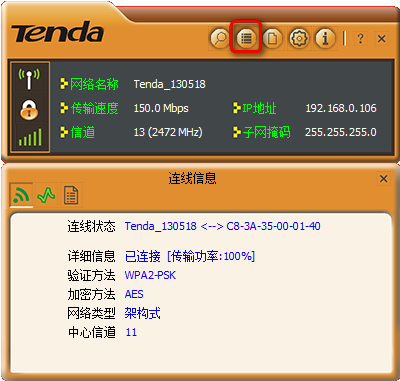 Tenda
? ×
网络名称 Tenda_130518
传输速度 150.0 Mbps IP地址 192.168.0.106
信道 13 (2472 MHz) 子网掩码 255.255.255.0
连线信息 ×
连线状态 Tenda_130518 <--> C8-3A-35-00-01-40
详细信息 已连接 [传输功率:100%]
验证方法 WPA2-PSK
加密方法 AES
网络类型 架构式
中心信道 11